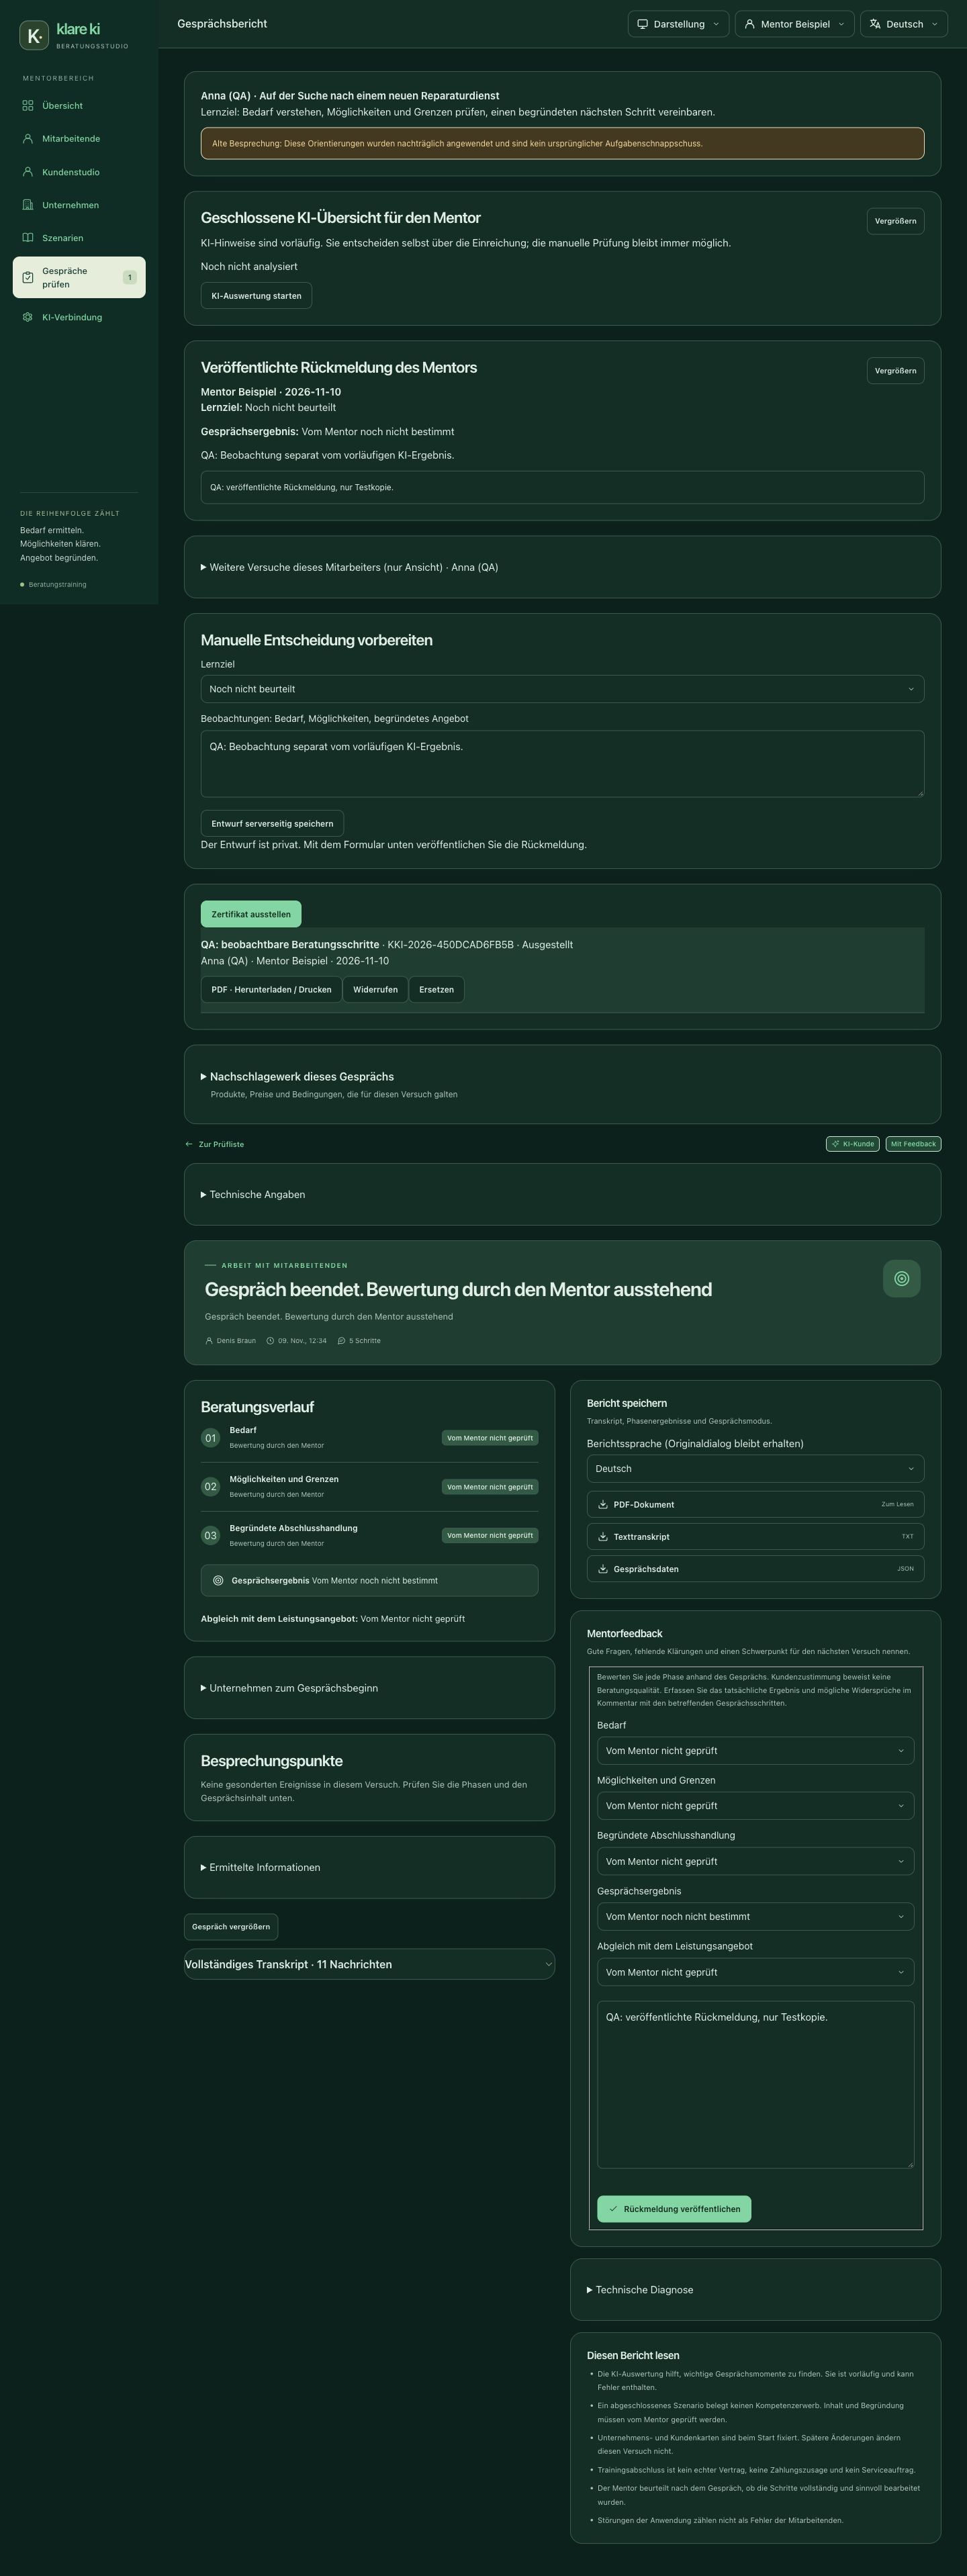 K.
klare ki
BERATUNGSSTUDIO
MENTORBEREICH
Übersicht
Mitarbeitende
Kundenstudio
Unternehmen
Szenarien
Gespräche
prüfen
1
KI-Verbindung
DIE REIHENFOLGE ZÄHLT
Bedarf ermitteln.
Möglichkeiten klären.
Angebot begründen.
Beratungstraining
Gesprächsbericht
Darstellung
Mentor Beispiel
Deutsch
Anna (QA) · Auf der Suche nach einem neuen Reparaturdienst
Lernziel: Bedarf verstehen, Möglichkeiten und Grenzen prüfen, einen begründeten nächsten Schritt vereinbaren.
Alte Besprechung: Diese Orientierungen wurden nachträglich angewendet und sind kein ursprünglicher Aufgabenschnappschuss.
Geschlossene KI-Übersicht für den Mentor
Vergrößern
KI-Hinweise sind vorläufig. Sie entscheiden selbst über die Einreichung; die manuelle Prüfung bleibt immer möglich.
Noch nicht analysiert
KI-Auswertung starten
Veröffentlichte Rückmeldung des Mentors
Vergrößern
Mentor Beispiel · 2026-11-10
Lernziel: Noch nicht beurteilt
Gesprächsergebnis: Vom Mentor noch nicht bestimmt
QA: Beobachtung separat vom vorläufigen KI-Ergebnis.
QA: veröffentlichte Rückmeldung, nur Testkopie.
Weitere Versuche dieses Mitarbeiters (nur Ansicht) · Anna (QA)
Manuelle Entscheidung vorbereiten
Lernziel
Noch nicht beurteilt
Beobachtungen: Bedarf, Möglichkeiten, begründetes Angebot
QA: Beobachtung separat vom vorläufigen KI-Ergebnis.
Entwurf serverseitig speichern
Der Entwurf ist privat. Mit dem Formular unten veröffentlichen Sie die Rückmeldung.
Zertifikat ausstellen
QA: beobachtbare Beratungsschritte · KKI-2026-450DCAD6FB5B · Ausgestellt
Anna (QA) · Mentor Beispiel · 2026-11-10
PDF · Herunterladen / Drucken
Widerrufen
Ersetzen
Nachschlagewerk dieses Gesprächs
Produkte, Preise und Bedingungen, die für diesen Versuch galten
Zur Prüfliste
KI-Kunde
Mit Feedback
Technische Angaben
ARBEIT MIT MITARBEITENDEN
Gespräch beendet. Bewertung durch den Mentor ausstehend
Gespräch beendet. Bewertung durch den Mentor ausstehend
Denis Braun
09. Nov., 12:34
5 Schritte
Beratungsverlauf
01
Bedarf
Bewertung durch den Mentor
Vom Mentor nicht geprüft
02
Möglichkeiten und Grenzen
Bewertung durch den Mentor
Vom Mentor nicht geprüft
03
Begründete Abschlusshandlung
Bewertung durch den Mentor
Vom Mentor nicht geprüft
Gesprächsergebnis Vom Mentor noch nicht bestimmt
Abgleich mit dem Leistungsangebot: Vom Mentor nicht geprüft
Unternehmen zum Gesprächsbeginn
Besprechungspunkte
Keine gesonderten Ereignisse in diesem Versuch. Prüfen Sie die Phasen und den
Gesprächsinhalt unten.
Ermittelte Informationen
Gespräch vergrößern
Vollständiges Transkript · 11 Nachrichten
Bericht speichern
Transkript, Phasenergebnisse und Gesprächsmodus.
Berichtssprache (Originaldialog bleibt erhalten)
Deutsch
PDF-Dokument
Zum Lesen
Texttranskript
TXT
Gesprächsdaten
JSON
Mentorfeedback
Gute Fragen, fehlende Klärungen und einen Schwerpunkt für den nächsten Versuch nennen.
Bewerten Sie jede Phase anhand des Gesprächs. Kundenzustimmung beweist keine
Beratungsqualität. Erfassen Sie das tatsächliche Ergebnis und mögliche Widersprüche im
Kommentar mit den betreffenden Gesprächsschritten.
Bedarf
Vom Mentor nicht geprüft
Möglichkeiten und Grenzen
Vom Mentor nicht geprüft
Begründete Abschlusshandlung
Vom Mentor nicht geprüft
Gesprächsergebnis
Vom Mentor noch nicht bestimmt
Abgleich mit dem Leistungsangebot
Vom Mentor nicht geprüft
QA: veröffentlichte Rückmeldung, nur Testkopie.
Rückmeldung veröffentlichen
Technische Diagnose
Diesen Bericht lesen
• Die KI-Auswertung hilft, wichtige Gesprächsmomente zu finden. Sie ist vorläufig und kann
Fehler enthalten.
• Ein abgeschlossenes Szenario belegt keinen Kompetenzerwerb. Inhalt und Begründung
müssen vom Mentor geprüft werden.
• Unternehmens- und Kundenkarten sind beim Start fixiert. Spätere Änderungen ändern
diesen Versuch nicht.
• Trainingsabschluss ist kein echter Vertrag, keine Zahlungszusage und kein Serviceauftrag.
• Der Mentor beurteilt nach dem Gespräch, ob die Schritte vollständig und sinnvoll bearbeitet
wurden.
• Störungen der Anwendung zählen nicht als Fehler der Mitarbeitenden.